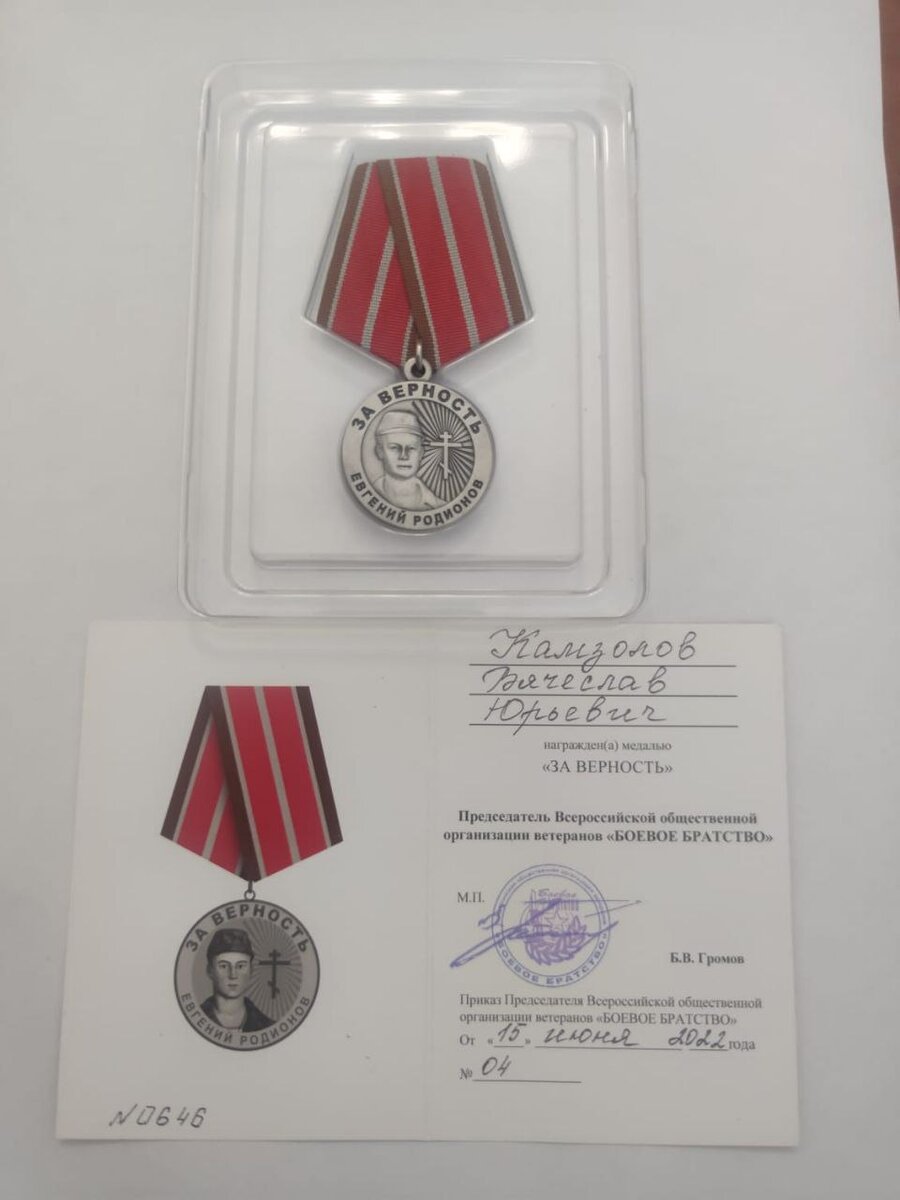 ЗА ВЕРНОСТЬ
ЕВГЕНИЙ РОДИОНОВ
ЗА ВЕРНОСТЬ
ЕВГЕНИЙ РОДИОНОВ
N 0646
Камзолов
Вячеслав
Юрьевич
награжден(а) медалью
«ЗА ВЕРНОСТЬ»
Председатель Всероссийской общественной
организации ветеранов «БОЕВОЕ БРАТСТВО»
М.П.
БОЕВОЕ БРАТСТВО
Б.В. Громов
Приказ Председателя Всероссийской общественной
организации ветеранов «БОЕВОЕ БРАТСТВО»
От «15» июня 2022 года
№ 04